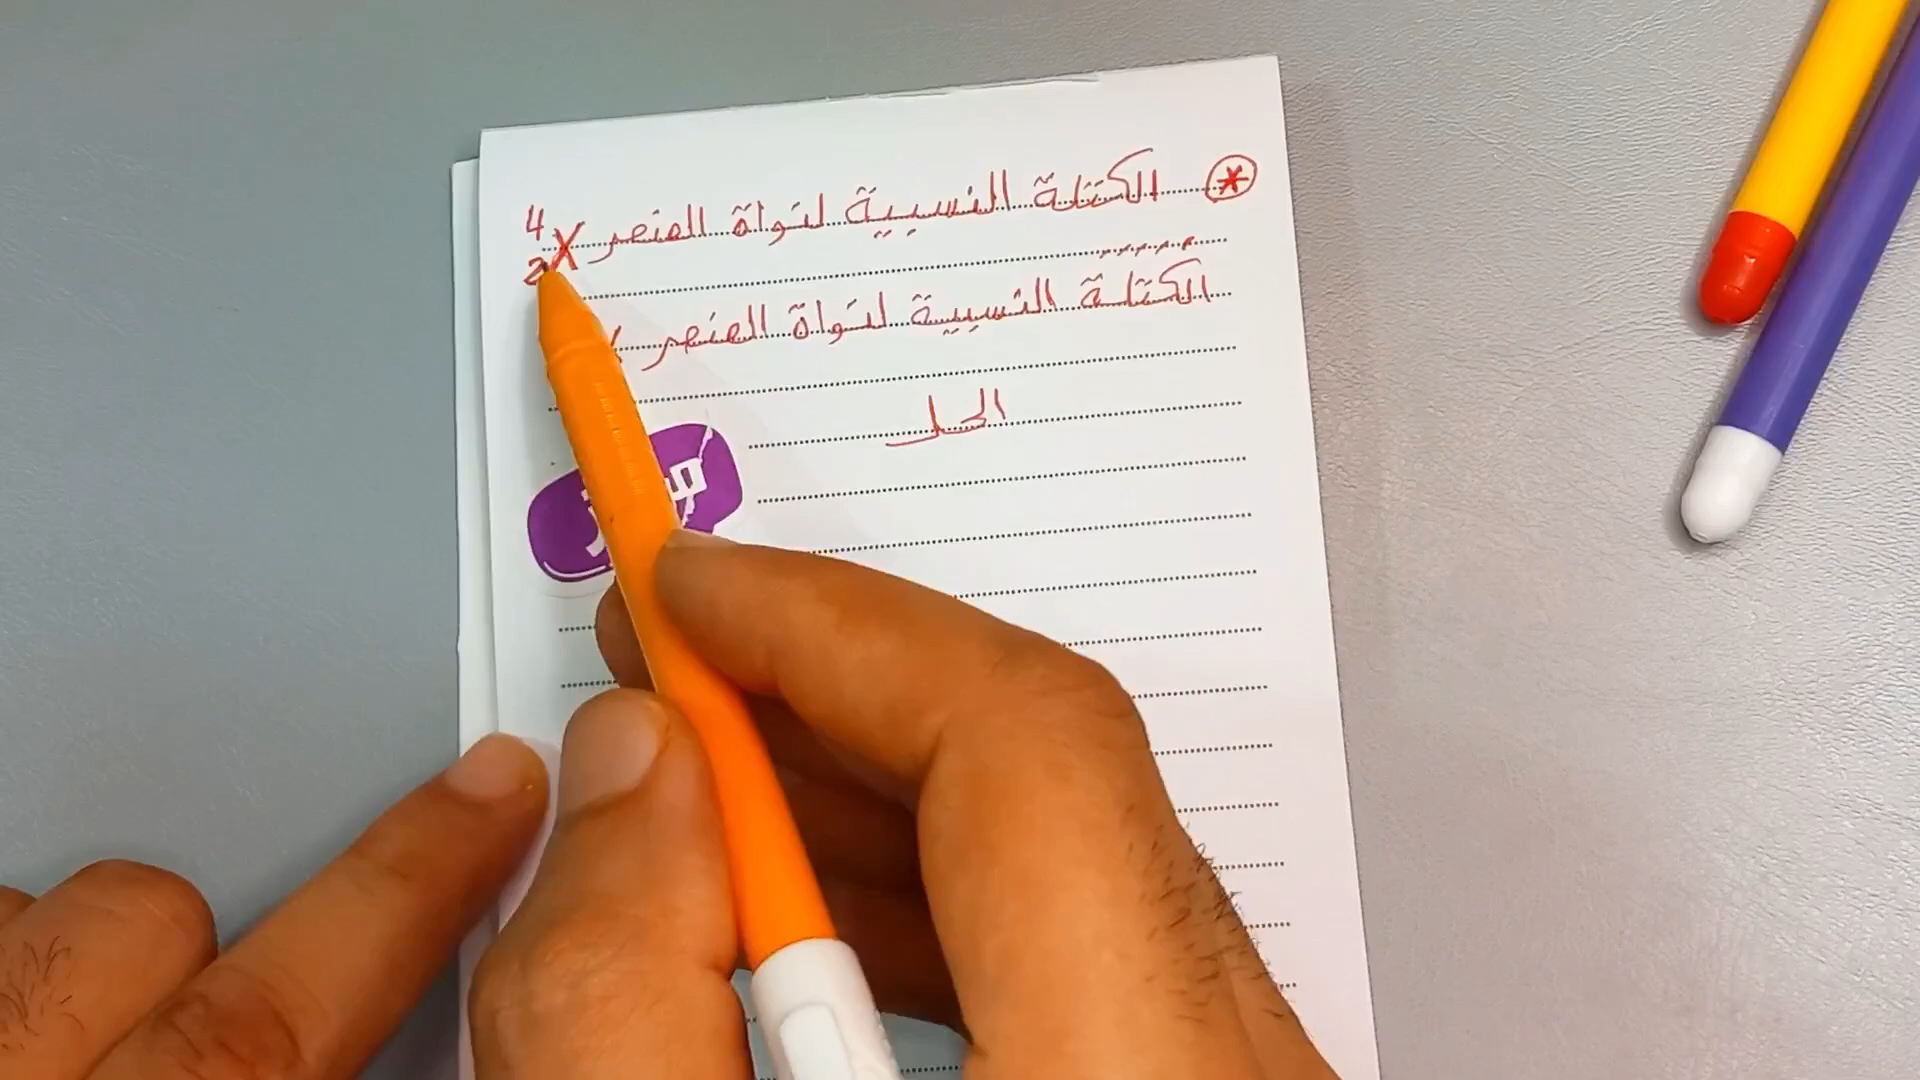 الكتلة النسبية لنواة العنصر ⁴₂X
......
الكتلة النسبية لنواة العنصر X
الحل